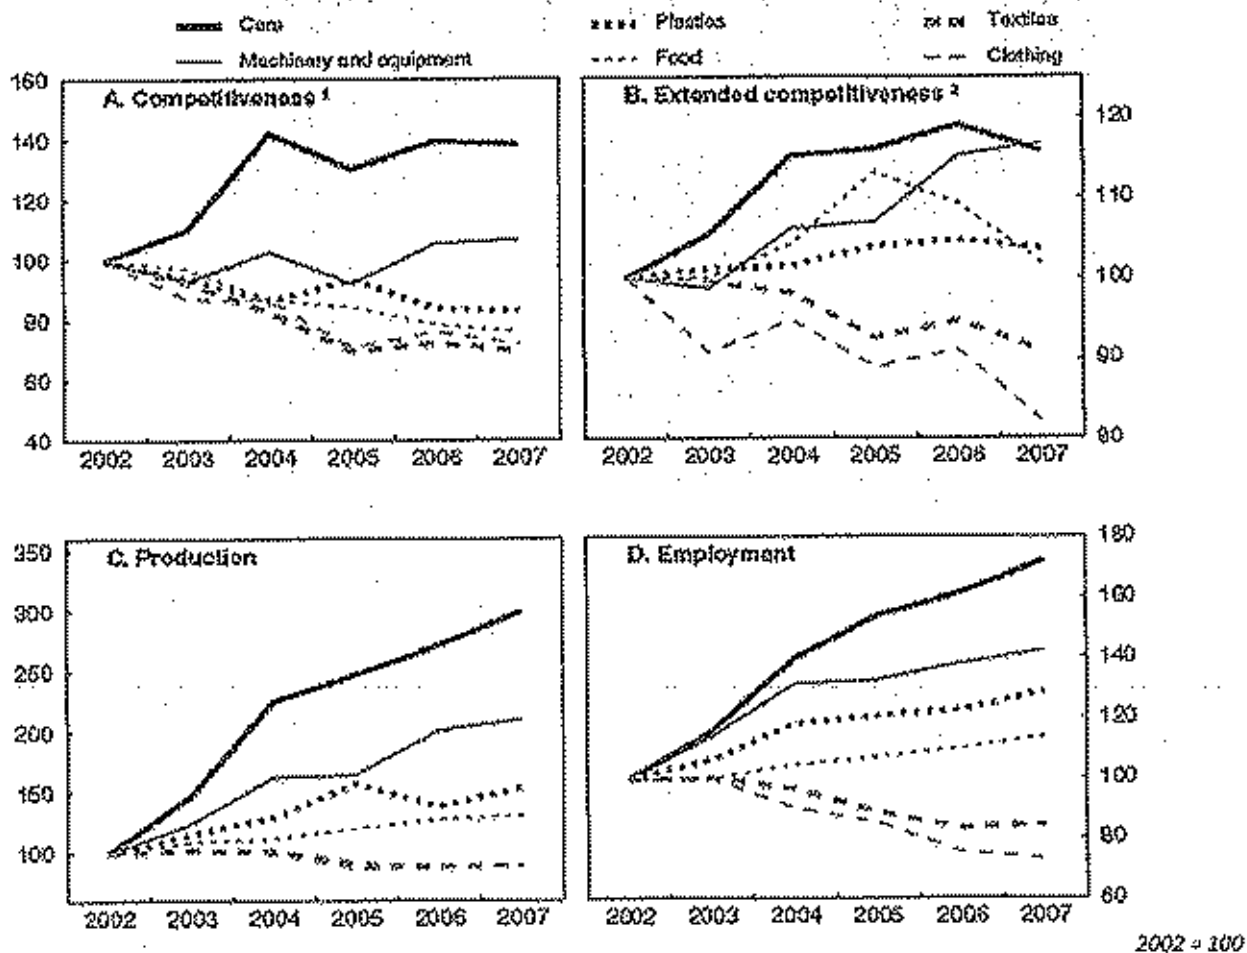 Cars Plastics Textiles
Machinery and equipment Food Clothing
A. Competitiveness 1
B. Extended competitiveness 2
160
140
120
100
80
60
40
120
110
100
90
80
2002 2003 2004 2005 2006 2007
2002 2003 2004 2005 2006 2007
C. Production
D. Employment
350
300
250
200
150
100
180
160
140
120
100
80
60
2002 2003 2004 2005 2006 2007
2002 2003 2004 2005 2006 2007
2002 = 100